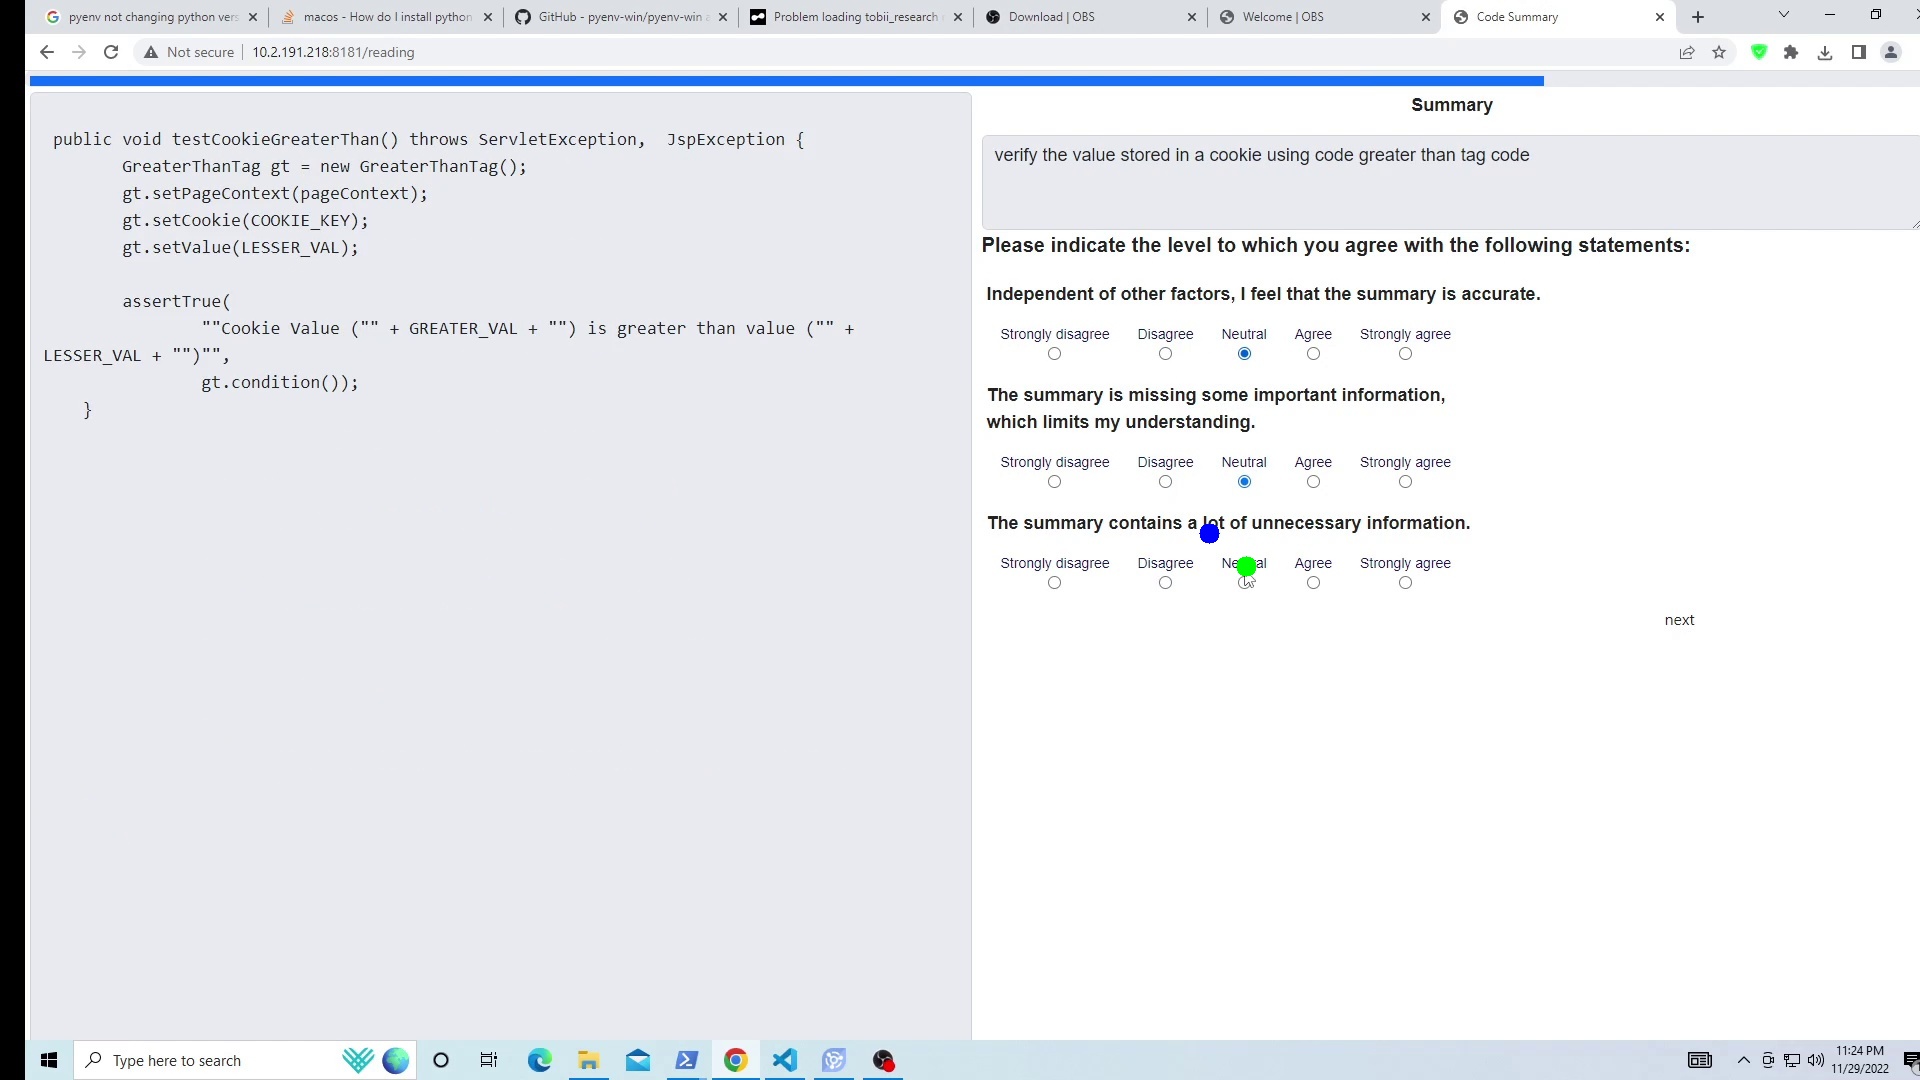 pyenv not changing python vers
macos - How do I install python
GitHub - pyenv-win/pyenv-win
Problem loading tobii_research
Download | OBS
Welcome | OBS
Code Summary
Not secure
10.2.191.218:8181/reading
public void testCookieGreaterThan() throws ServletException,  JspException {
GreaterThanTag gt = new GreaterThanTag();
gt.setPageContext(pageContext);
gt.setCookie(COOKIE_KEY);
gt.setValue(LESSER_VAL);
assertTrue(
""Cookie Value ("" + GREATER_VAL + "") is greater than value ("" +
LESSER_VAL + "")"",
gt.condition());
}
Summary
verify the value stored in a cookie using code greater than tag code
Please indicate the level to which you agree with the following statements:
Independent of other factors, I feel that the summary is accurate.
Strongly disagree Disagree Neutral Agree Strongly agree
The summary is missing some important information,
which limits my understanding.
Strongly disagree Disagree Neutral Agree Strongly agree
The summary contains a lot of unnecessary information.
Strongly disagree Disagree Neutral Agree Strongly agree
next
Type here to search
11:24 PM
11/29/2022